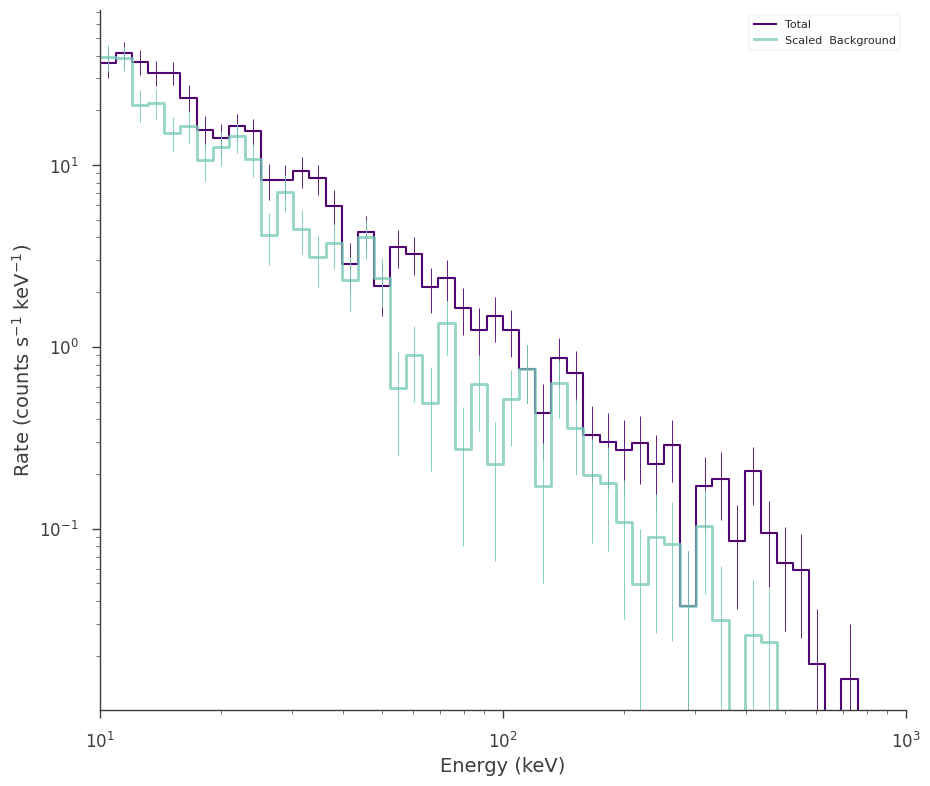 Total
Scaled  Background
10¹
10⁰
10⁻¹
Rate (counts s⁻¹ keV⁻¹)
10¹
10²
10³
Energy (keV)